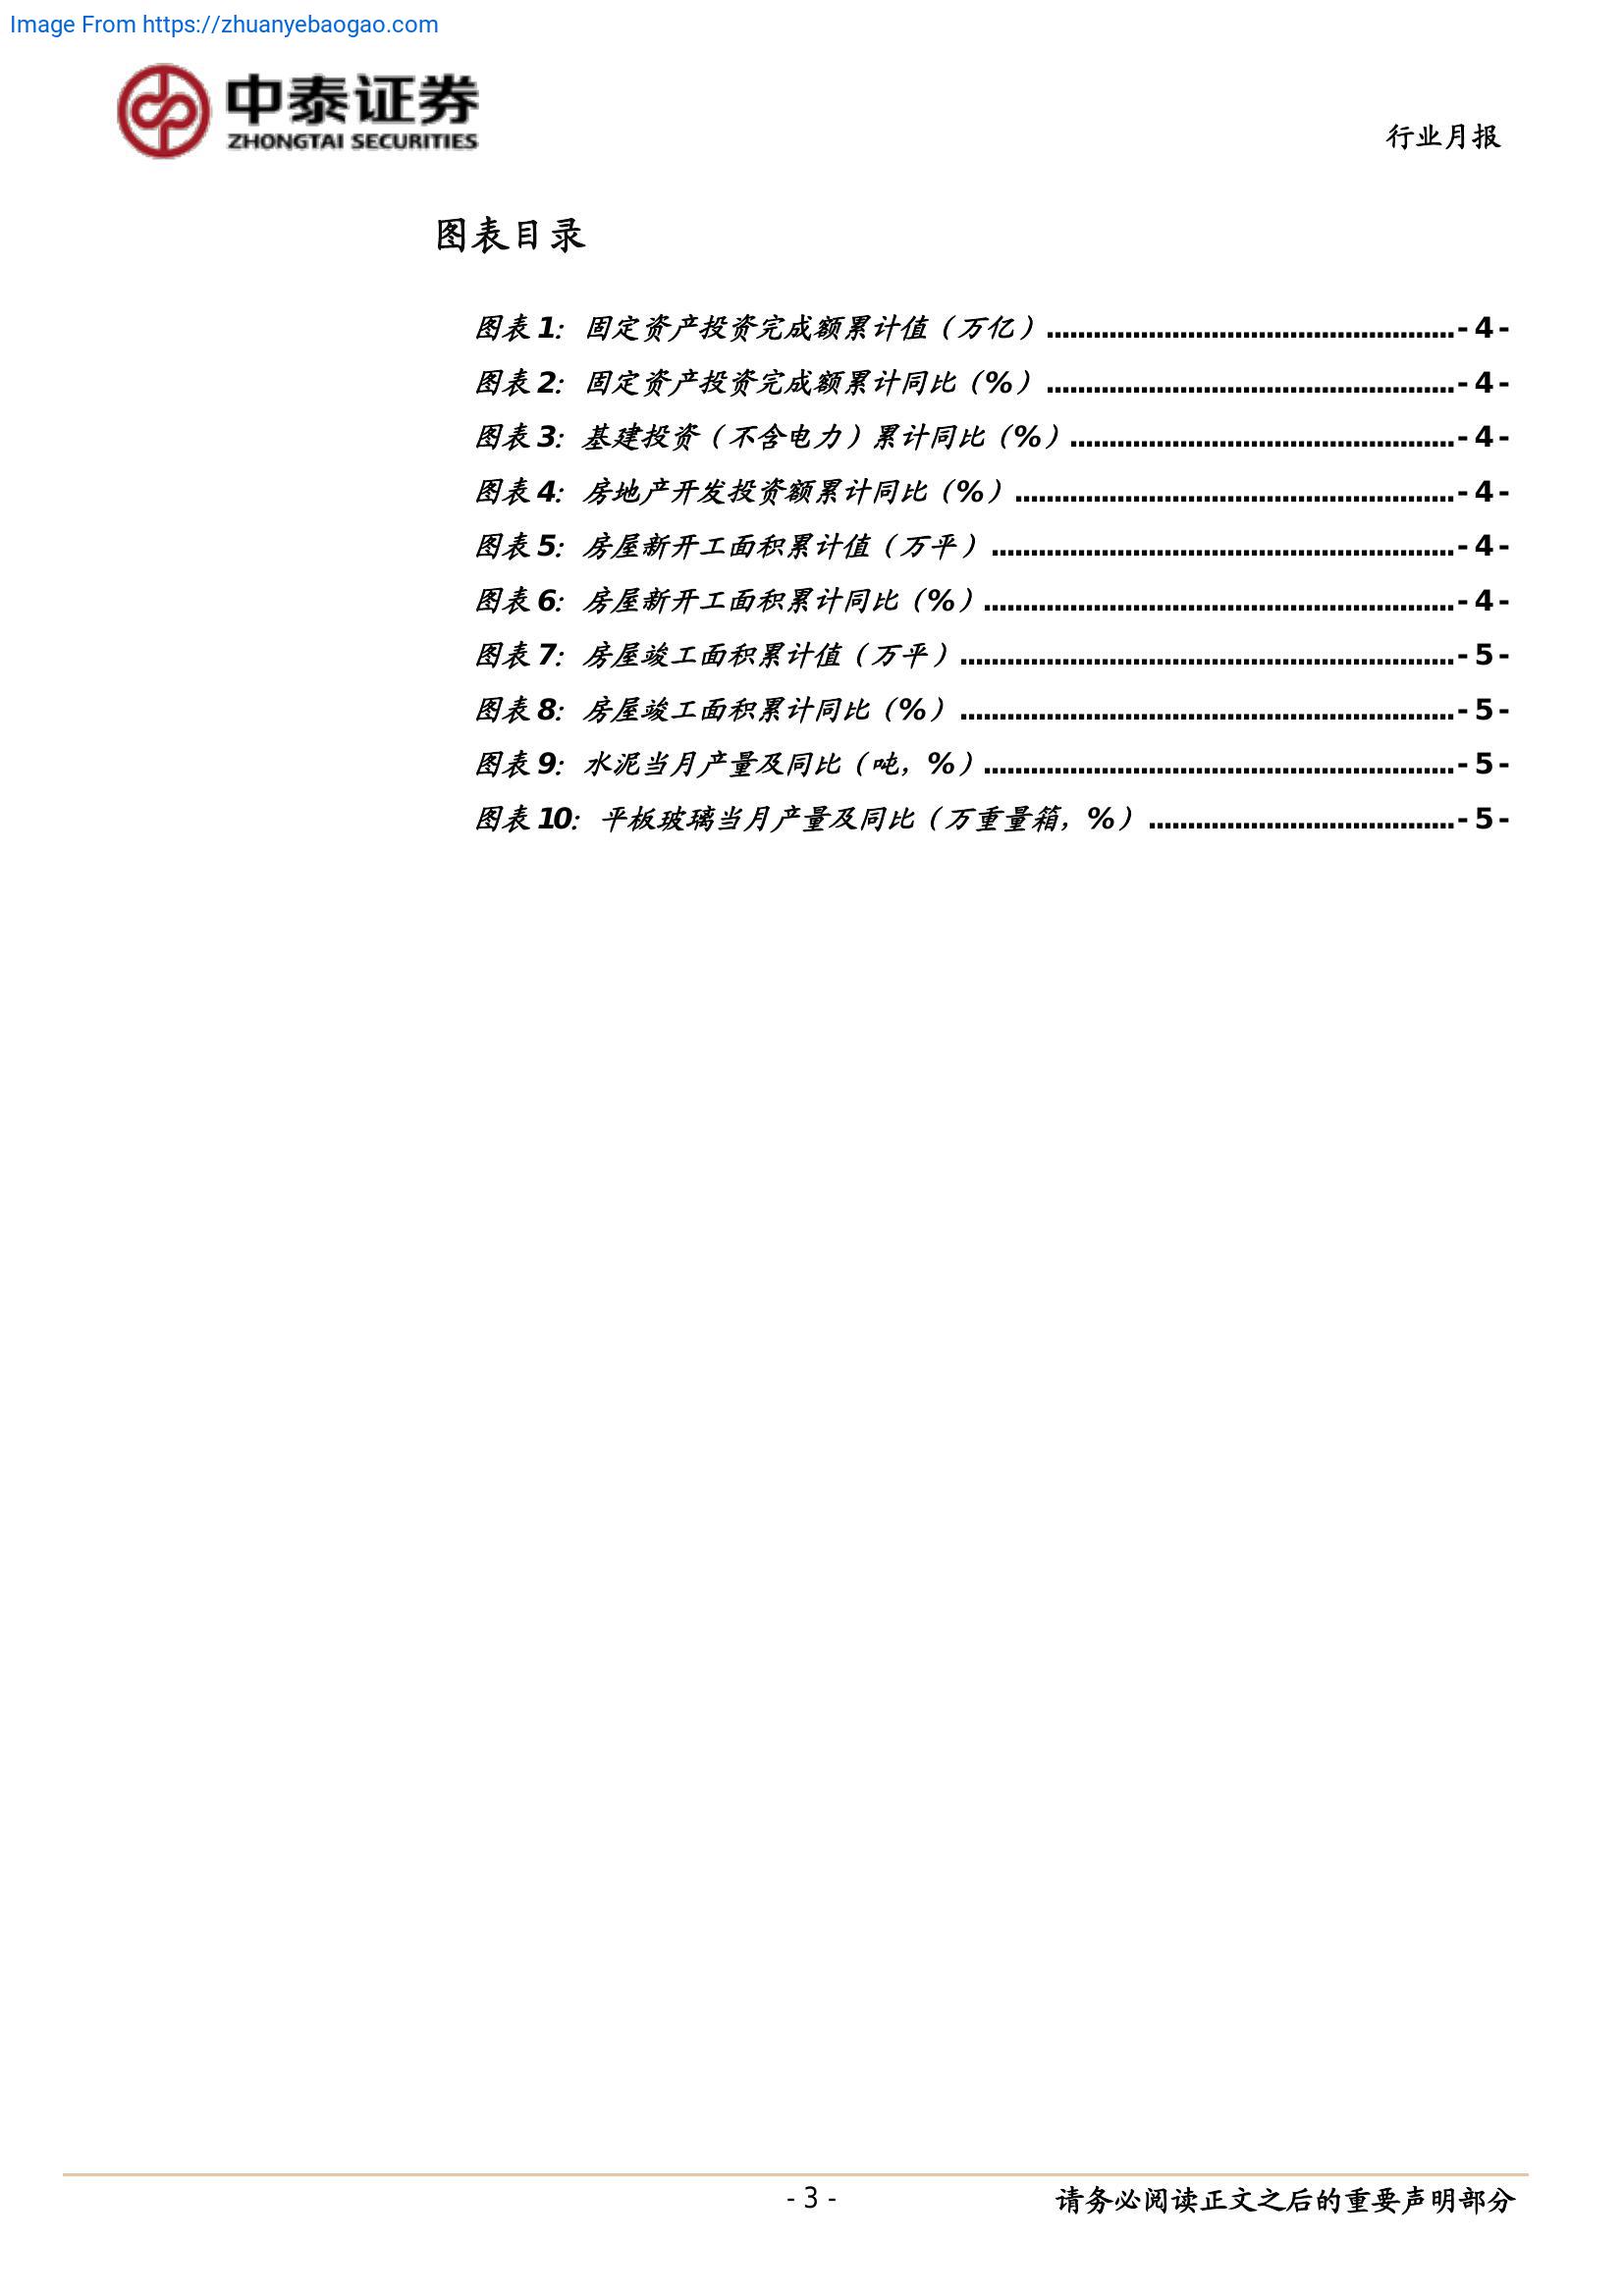 Image From https://zhuanyebaogao.com
中泰证券
ZHONGTAI SECURITIES
行业月报
图表目录
图表 1：固定资产投资完成额累计值（万亿）....................................................- 4 -
图表 2：固定资产投资完成额累计同比（%）....................................................- 4 -
图表 3：基建投资（不含电力）累计同比（%）.................................................- 4 -
图表 4：房地产开发投资额累计同比（%）........................................................- 4 -
图表 5：房屋新开工面积累计值（万平）...........................................................- 4 -
图表 6：房屋新开工面积累计同比（%）............................................................- 4 -
图表 7：房屋竣工面积累计值（万平）...............................................................- 5 -
图表 8：房屋竣工面积累计同比（%）...............................................................- 5 -
图表 9：水泥当月产量及同比（吨，%）............................................................- 5 -
图表 10：平板玻璃当月产量及同比（万重量箱，%）.......................................- 5 -
- 3 -
请务必阅读正文之后的重要声明部分